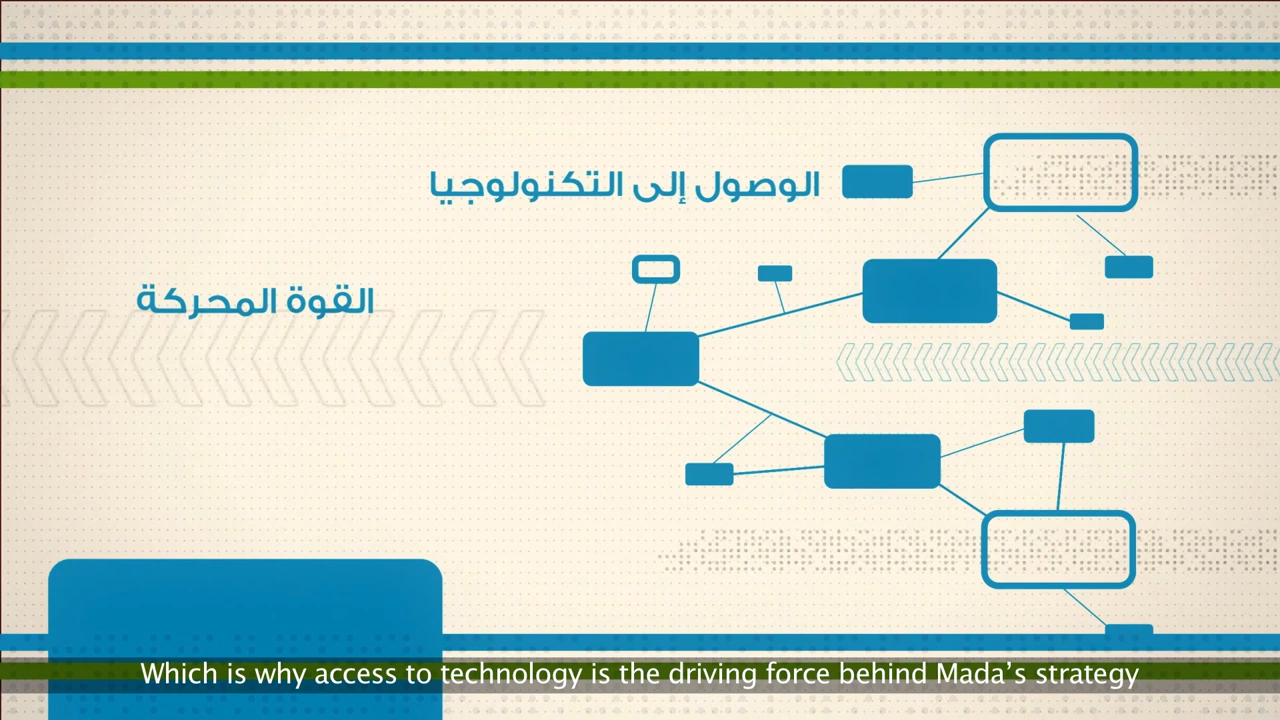 الوصول إلى التكنولوجيا
القوة المحركة
Which is why access to technology is the driving force behind Mada’s strategy